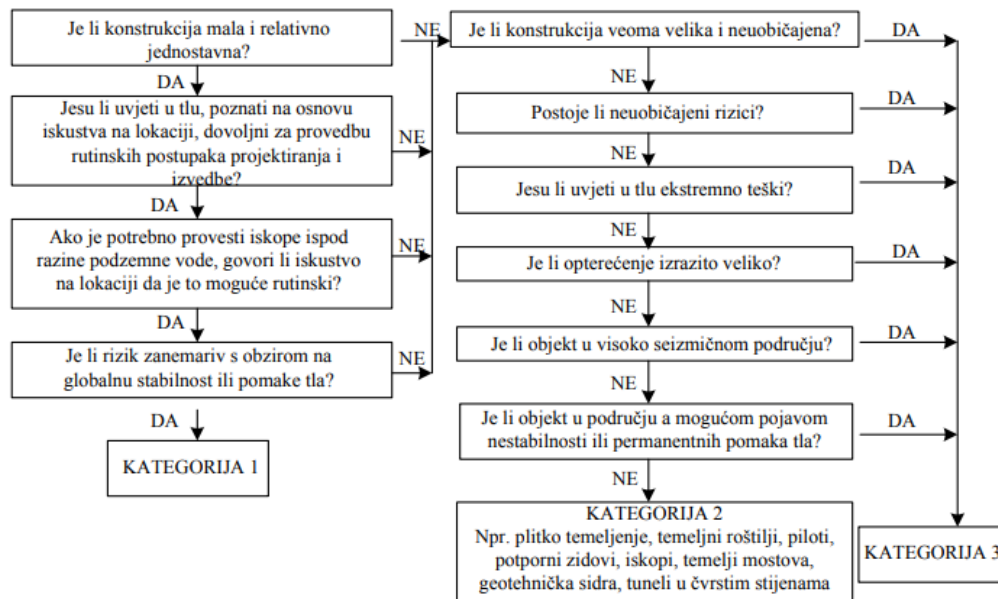 Je li konstrukcija mala i relativno
jednostavna?
NE
DA
Jesu li uvjeti u tlu, poznati na osnovu
iskustva na lokaciji, dovoljni za provedbu
rutinskih postupaka projektiranja i
izvedbe?
NE
DA
Ako je potrebno provesti iskope ispod
razine podzemne vode, govori li iskustvo
na lokaciji da je to moguće rutinski?
NE
DA
Je li rizik zanemariv s obzirom na
globalnu stabilnost ili pomake tla?
NE
DA
KATEGORIJA 1
Je li konstrukcija veoma velika i neuobičajena?
DA
NE
Postoje li neuobičajeni rizici?
DA
NE
Jesu li uvjeti u tlu ekstremno teški?
DA
NE
Je li opterećenje izrazito veliko?
DA
NE
Je li objekt u visoko seizmičnom području?
NE
Je li objekt u području a mogućom pojavom
nestabilnosti ili permanentnih pomaka tla?
DA
NE
KATEGORIJA 2
Npr. plitko temeljenje, temeljni roštilji, piloti,
potporni zidovi, iskopi, temelji mostova,
geotehnička sidra, tuneli u čvrstim stijenama
KATEGORIJA 3